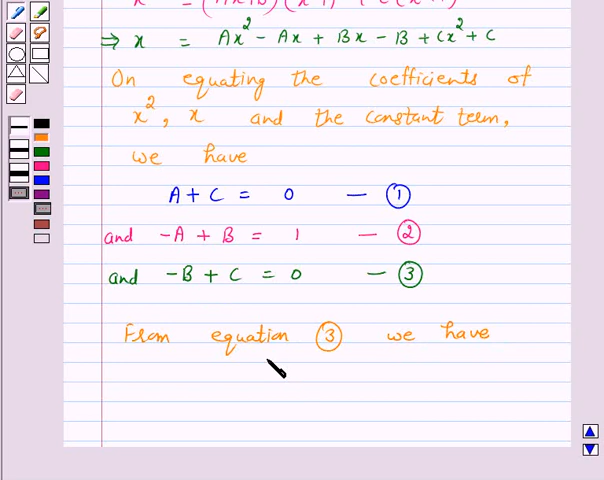 ⇒ x = Ax² - Ax + Bx - B + Cx² + C
On equating the coefficients of
x², x and the constant term,
we have
A + C = 0 — ①
and -A + B = 1 — ②
and -B + C = 0 — ③
From equation ③ we have